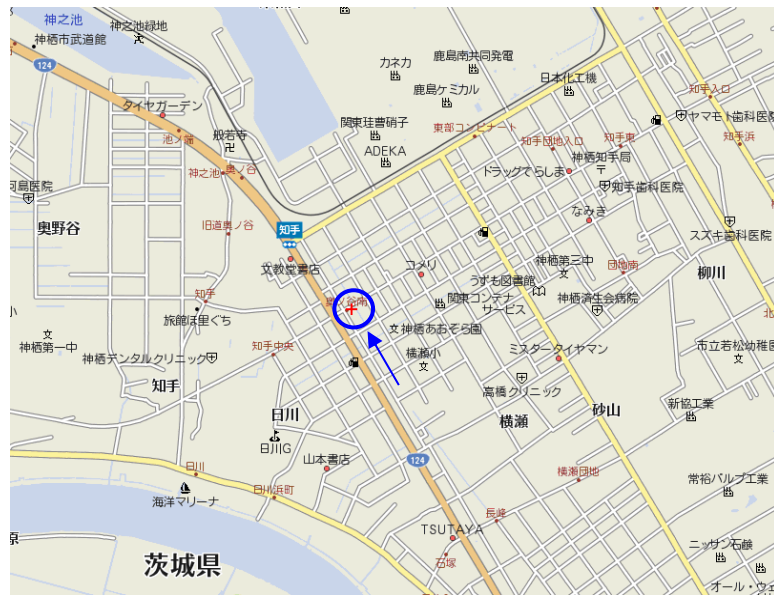 神之池
神之池緑地
神栖市武道館
124
カネカ
鹿島南共同発電
鹿島ケミカル
日本化工機
知手入口
タイヤガーデン
関東珪曹硝子
ADEKA
東部コンビナート
ヤマモト歯科医院
池ノ端
般若寺
神之池
奥ノ谷
知手団地入口
知手東
知手浜
神栖知手局
ドラッグてらしま
知手歯科医院
河島医院
奥野谷
旧道奥ノ谷
なみき
スズキ歯科医院
知手
文教堂書店
コメリ
神栖第三中
団地南
柳川
うずも図書館
関東コンテナ
サービス
神栖済生会病院
知手
奥ノ谷南
旅館ほ里ぐち
神栖第一中
神栖デンタルクリニック
知手中央
神栖あおぞら園
横瀬小
ミスタータイヤマン
市立若松幼稚園
知手
高橋クリニック
日川
横瀬
砂山
新協工業
日川G
山本書店
124
日川
横瀬団地
海洋マリーナ
日川浜町
常裕パルプ工業
長峰
TSUTAYA
ニッサン石鹸
石塚
茨城県
原
オール・ウェ